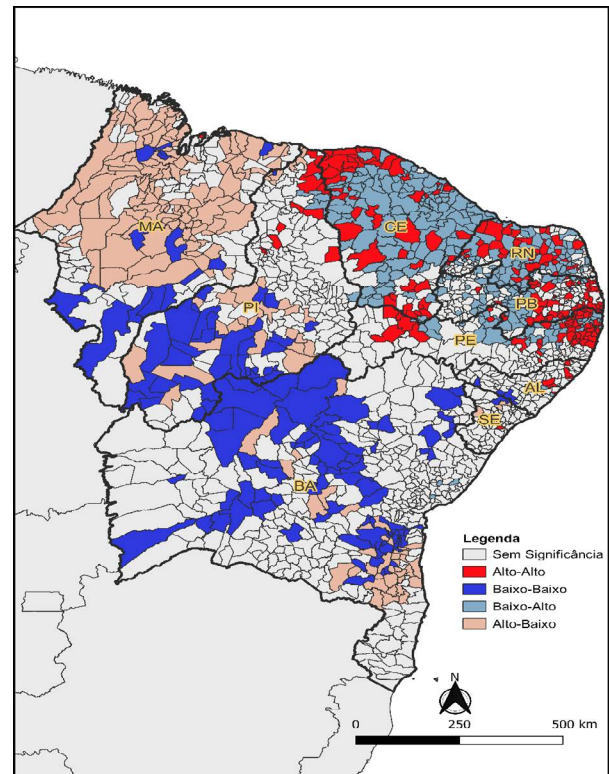 MA
CE
RN
PB
PI
PE
AL
SE
BA
Legenda
Sem Significância
Alto-Alto
Baixo-Baixo
Baixo-Alto
Alto-Baixo
N
0 250 500 km